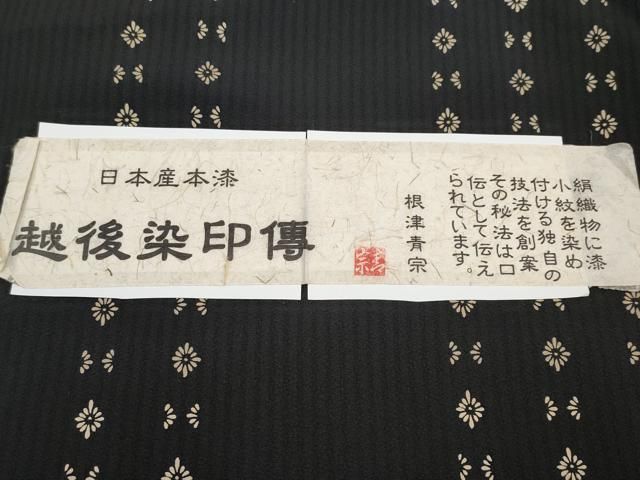 日本産本漆
越後染印傳
絹織物に漆
小紋を染め
付ける独自の
技法を創案
その秘法は口
伝として伝え
られています。
根津青宗